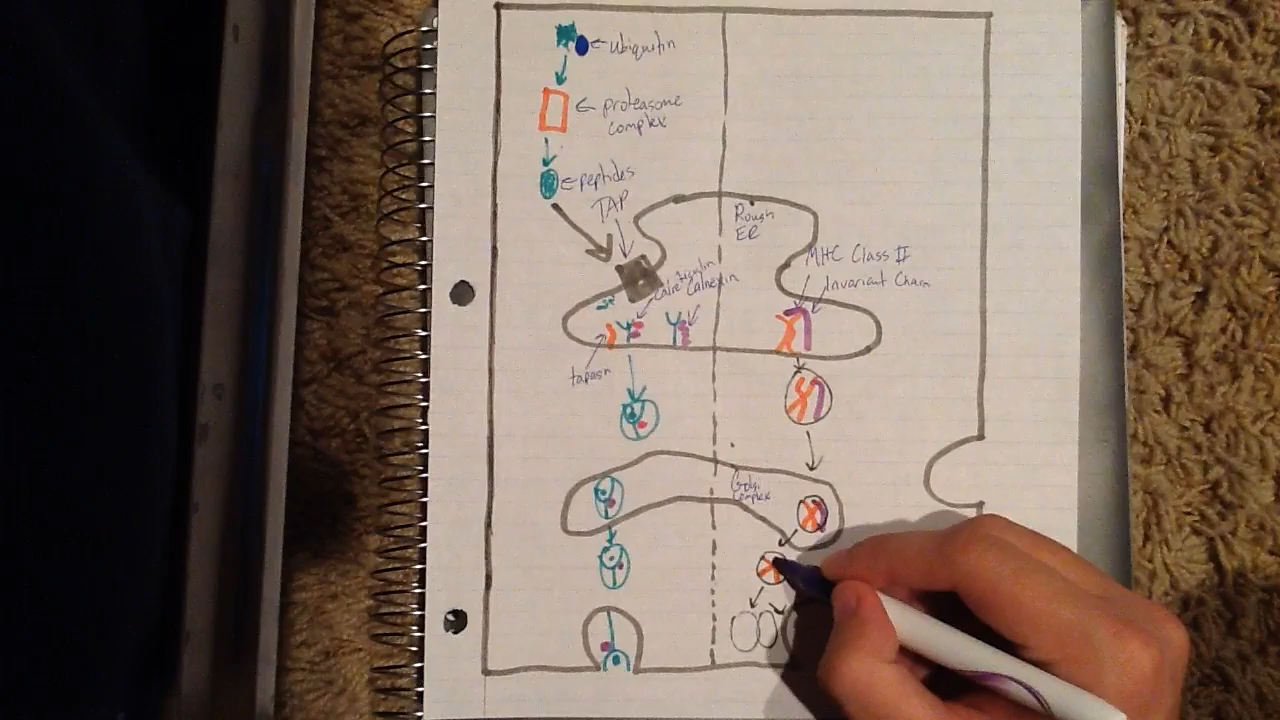 ubiquitin
proteasome
complex
peptides
TAP
Rough
ER
MHC Class II
Invariant Chain
Calnexin
tapasin
Golgi
Complex